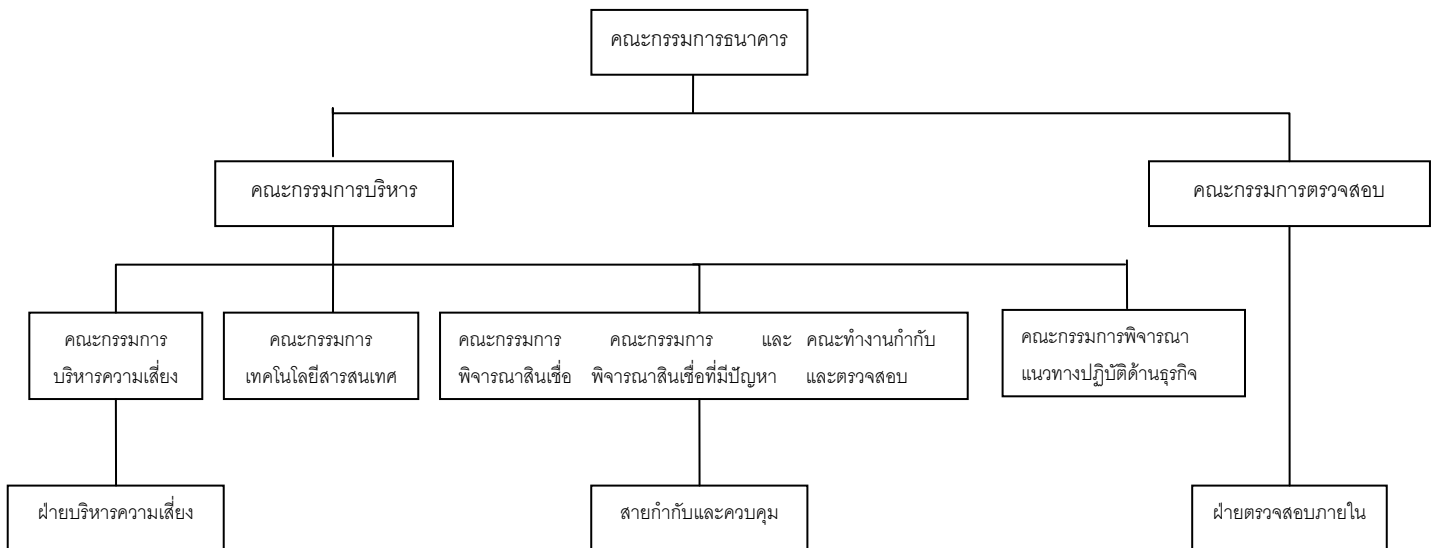 คณะกรรมการธนาคาร
คณะกรรมการบริหาร
คณะกรรมการตรวจสอบ
คณะกรรมการ
บริหารความเสี่ยง
คณะกรรมการ
เทคโนโลยีสารสนเทศ
คณะกรรมการ คณะกรรมการ และ คณะทำงานกำกับ
พิจารณาสินเชื่อ พิจารณาสินเชื่อที่มีปัญหา และตรวจสอบ
คณะกรรมการพิจารณา
แนวทางปฏิบัติด้านธุรกิจ
ฝ่ายบริหารความเสี่ยง
สายกำกับและควบคุม
ฝ่ายตรวจสอบภายใน